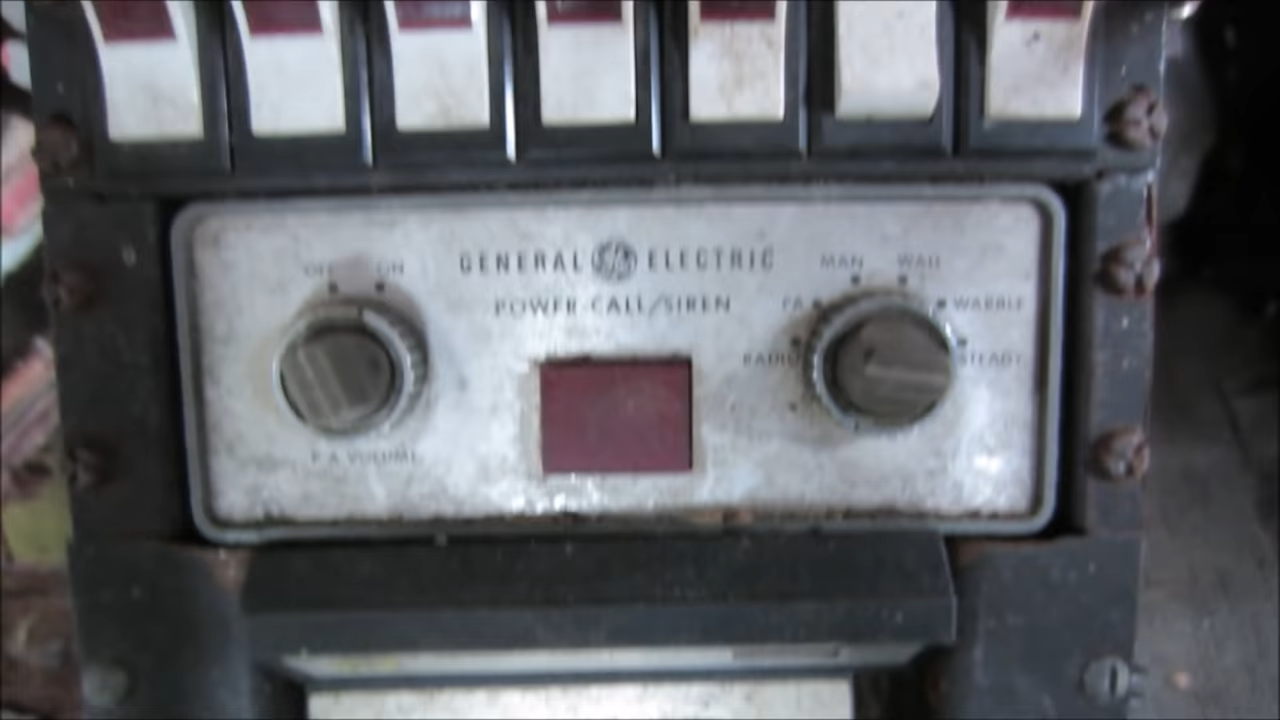 GENERAL GE ELECTRIC
POWER CALL/SIREN
OFF ON
P A VOLUME
MAN WAIL
PA WARBLE
RADIO STEADY